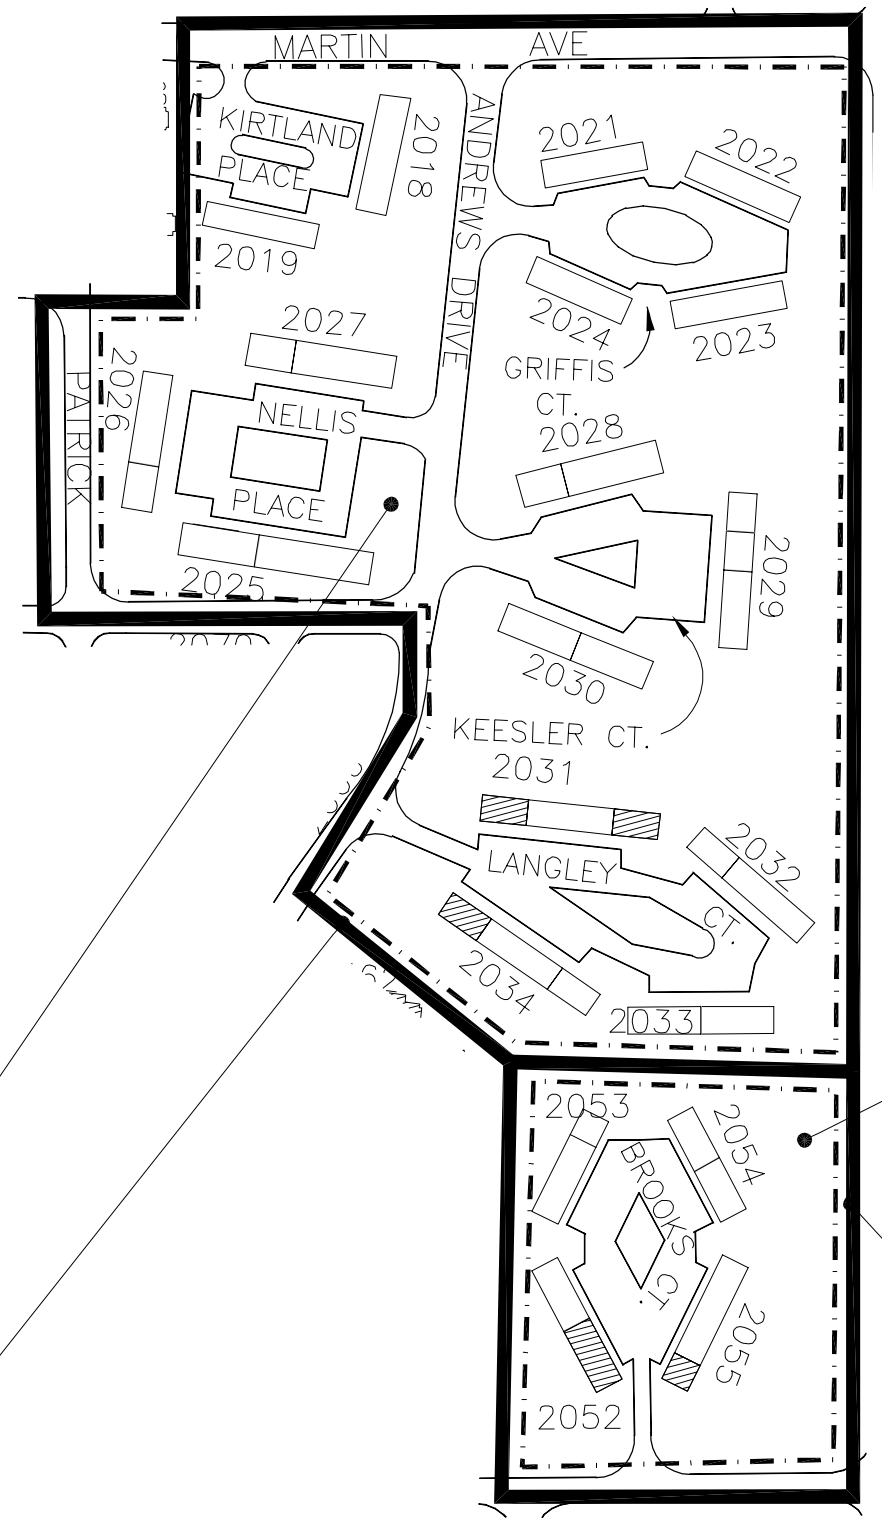 MARTIN AVE
KIRTLAND
PLACE
2018
2019
ANDREWS DRIVE
2021
2022
2024
2023
GRIFFIS
CT.
2027
2026
NELLIS
PLACE
2025
PAIRICK
2028
2029
2030
KEESLER CT.
2031
2032
LANGLEY
CT.
2034
2033
2053
2054
BROOKS
CT.
2055
2052